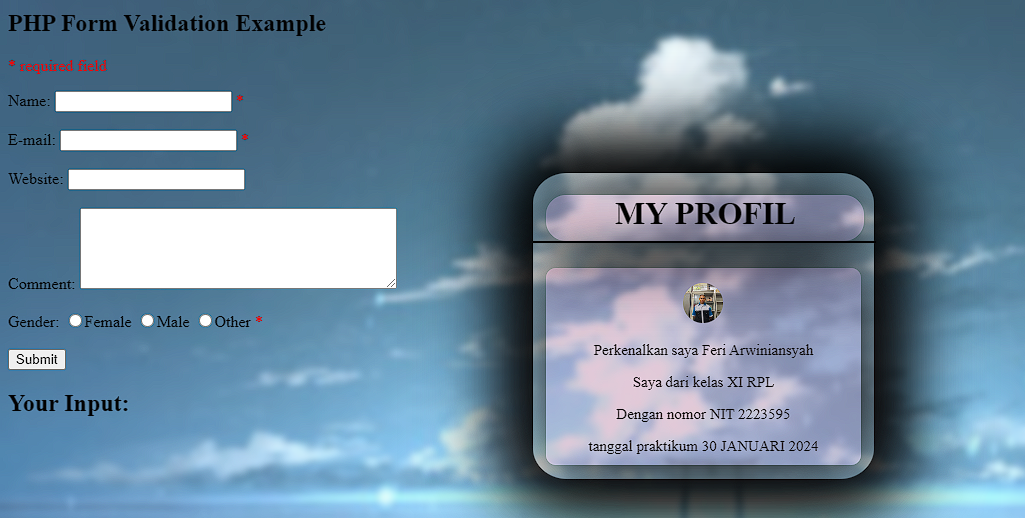 PHP Form Validation Example
* required field
Name: *
E-mail: *
Website:
Comment:
Gender: Female Male Other *
Submit
Your Input:
MY PROFIL
Perkenalkan saya Feri Arwiniansyah
Saya dari kelas XI RPL
Dengan nomor NIT 2223595
tanggal praktikum 30 JANUARI 2024